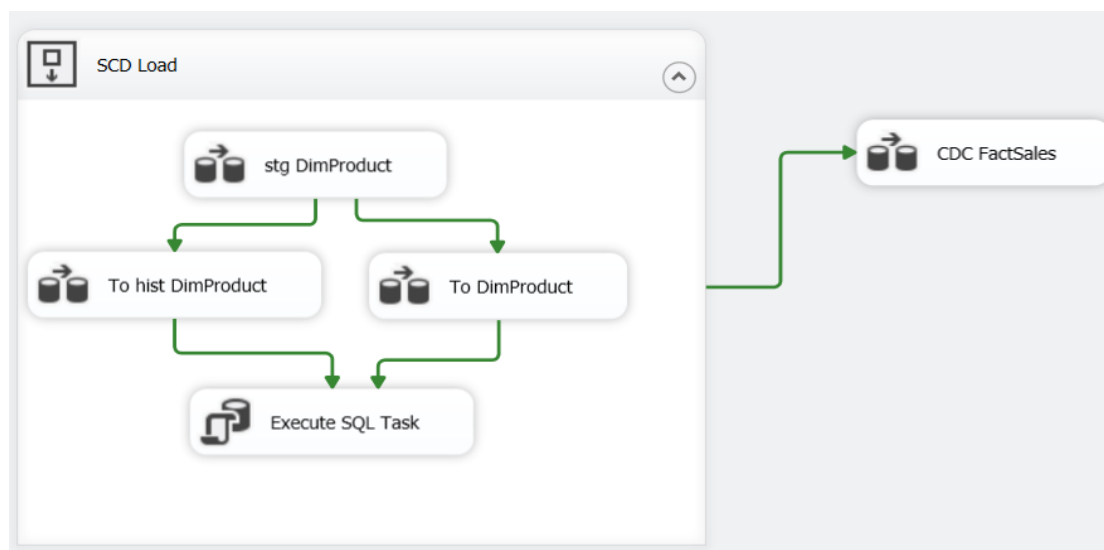 SCD Load
stg DimProduct
To hist DimProduct
To DimProduct
Execute SQL Task
CDC FactSales